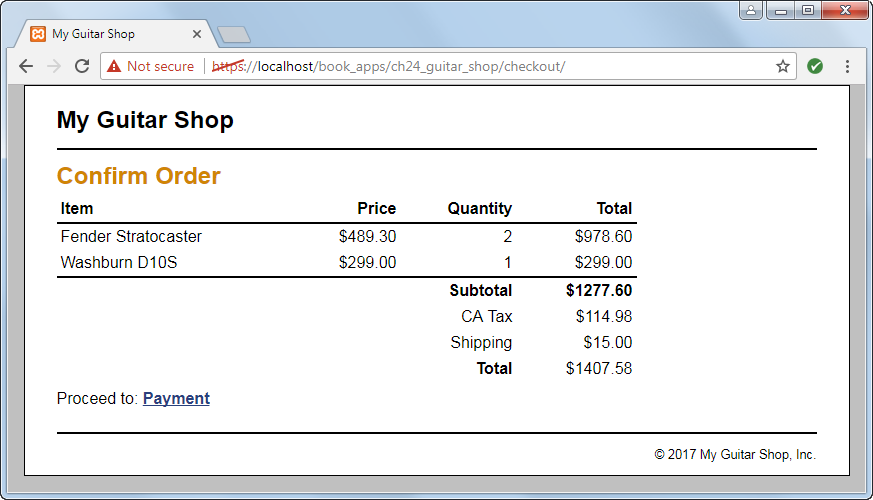 My Guitar Shop
Not secure https://localhost/book_apps/ch24_guitar_shop/checkout/
My Guitar Shop
Confirm Order
Item Price Quantity Total
Fender Stratocaster $489.30 2 $978.60
Washburn D10S $299.00 1 $299.00
Subtotal $1277.60
CA Tax $114.98
Shipping $15.00
Total $1407.58
Proceed to: Payment
© 2017 My Guitar Shop, Inc.